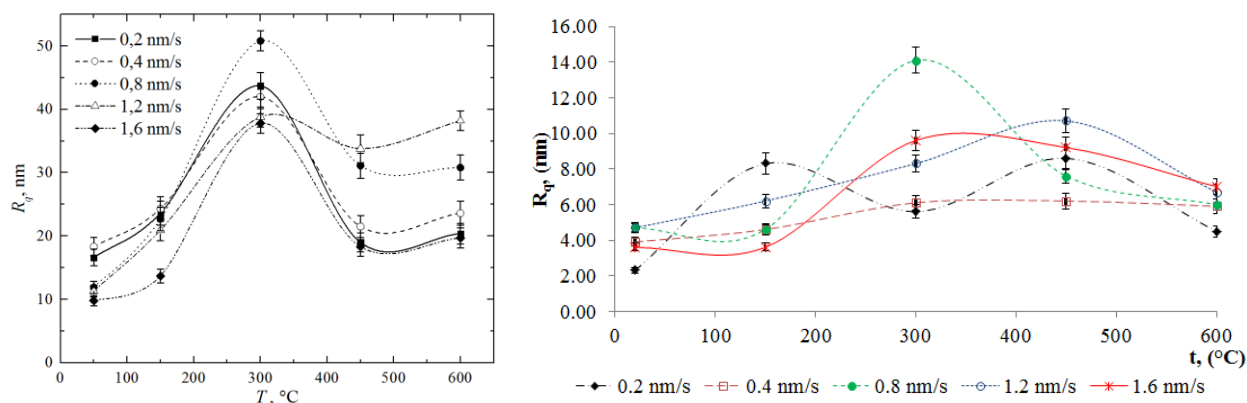 50
40
30
20
10
0
R_q, nm
0,2 nm/s
0,4 nm/s
0,8 nm/s
1,2 nm/s
1,6 nm/s
0 100 200 300 400 500 600
T, °C
16.00
14.00
12.00
10.00
8.00
6.00
4.00
2.00
0.00
R_q, (nm)
0 100 200 300 400 500 600
t, (°C)
0.2 nm/s 0.4 nm/s 0.8 nm/s 1.2 nm/s 1.6 nm/s